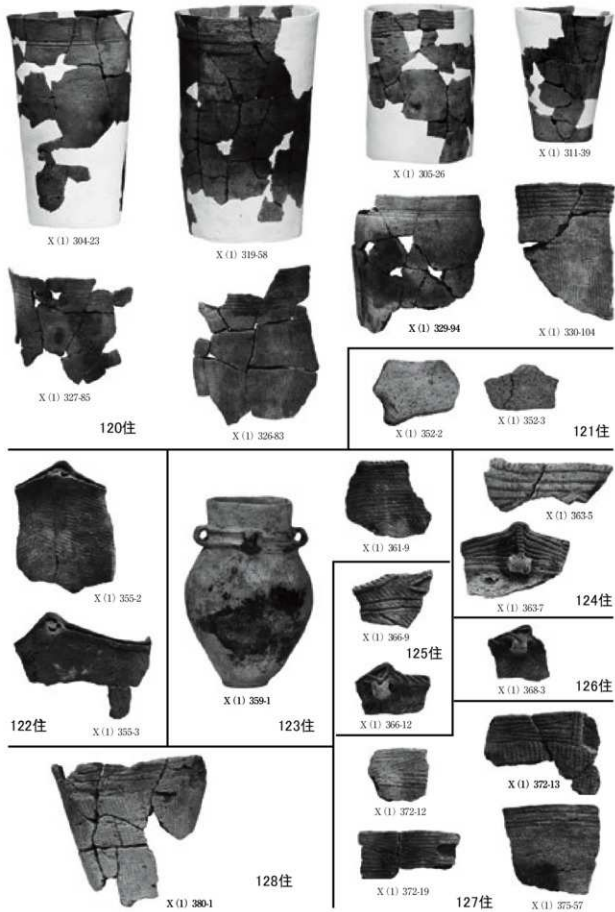 X (1) 304-23
X (1) 319-58
X (1) 305-26
X (1) 311-39
X (1) 327-85
X (1) 326-83
X (1) 329-94
X (1) 330-104
120住
X (1) 352-2
X (1) 352-3
121住
X (1) 355-2
X (1) 355-3
122住
X (1) 359-1
X (1) 361-9
123住
X (1) 363-5
X (1) 363-7
124住
X (1) 366-9
X (1) 366-12
125住
X (1) 368-3
126住
X (1) 372-12
X (1) 372-13
X (1) 372-19
X (1) 375-57
127住
X (1) 380-1
128住